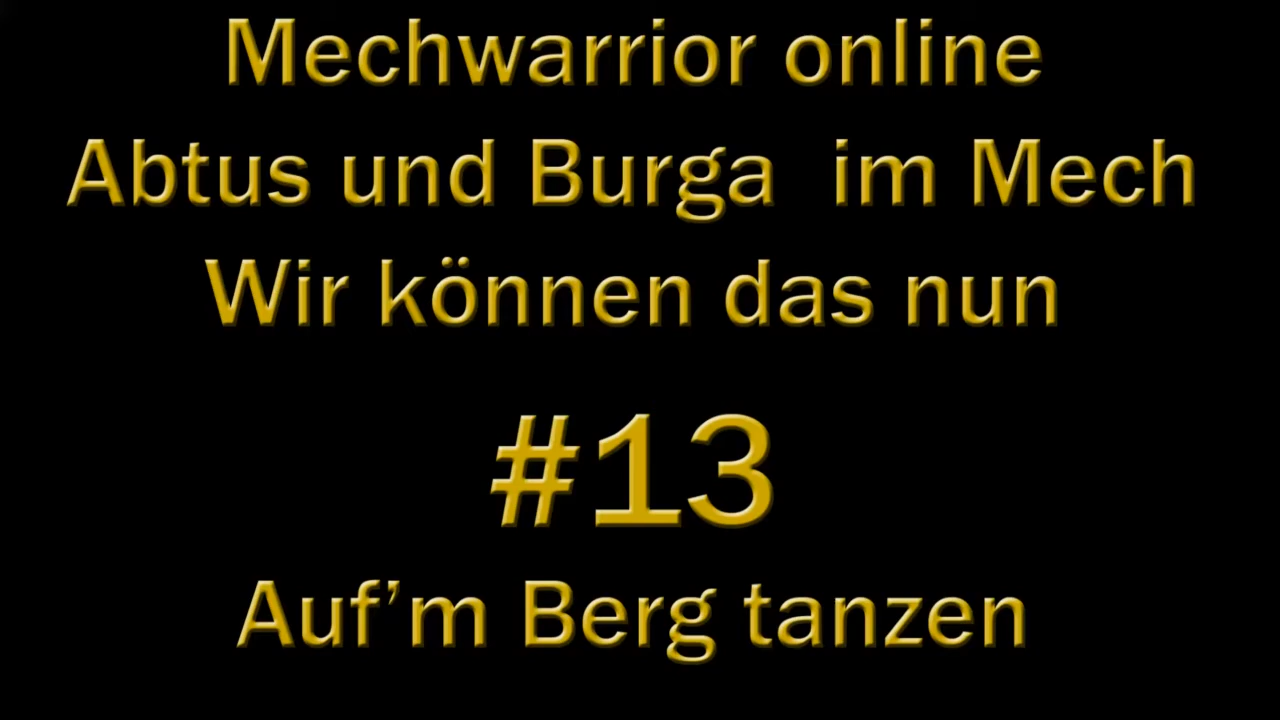 Mechwarrior online
Abtus und Burga  im Mech
Wir können das nun
#13
Auf’m Berg tanzen